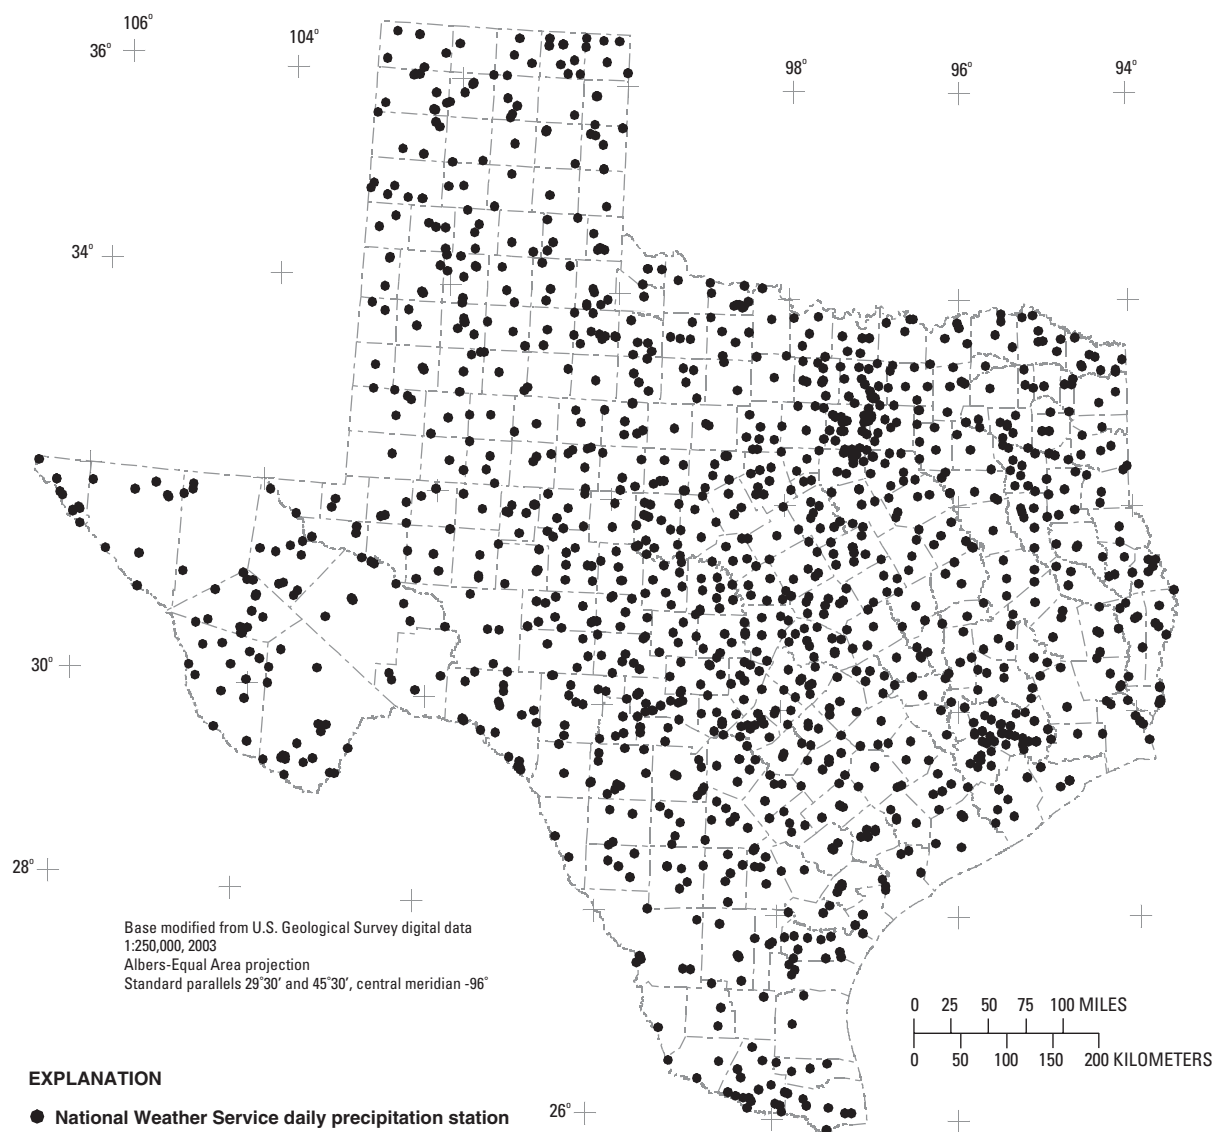 106°
36°
104°
98°
96°
94°
34°
30°
28°
Base modified from U.S. Geological Survey digital data
1:250,000, 2003
Albers-Equal Area projection
Standard parallels 29°30' and 45°30', central meridian -96°
0 25 50 75 100 MILES
0 50 100 150 200 KILOMETERS
EXPLANATION
National Weather Service daily precipitation station
26°